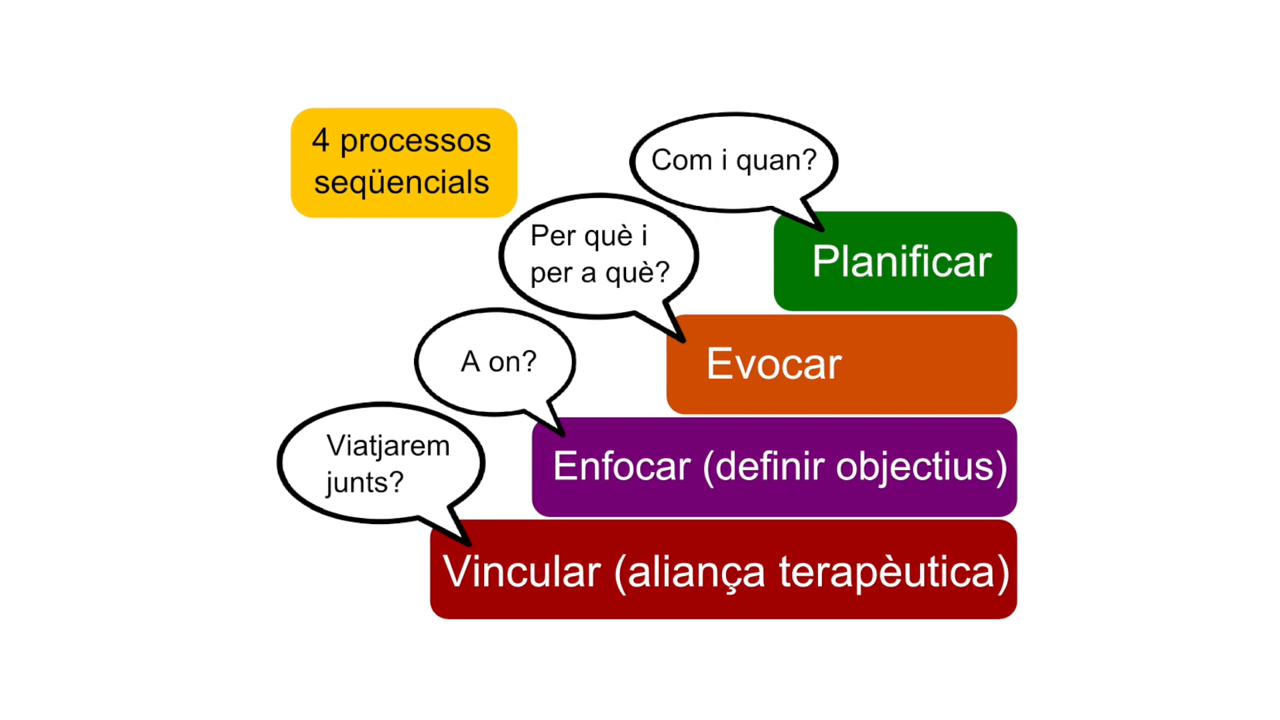 4 processos
seqüencials
Com i quan?
Planificar
Per què i
per a què?
Evocar
A on?
Enfocar (definir objectius)
Viatjarem
junts?
Vincular (aliança terapèutica)